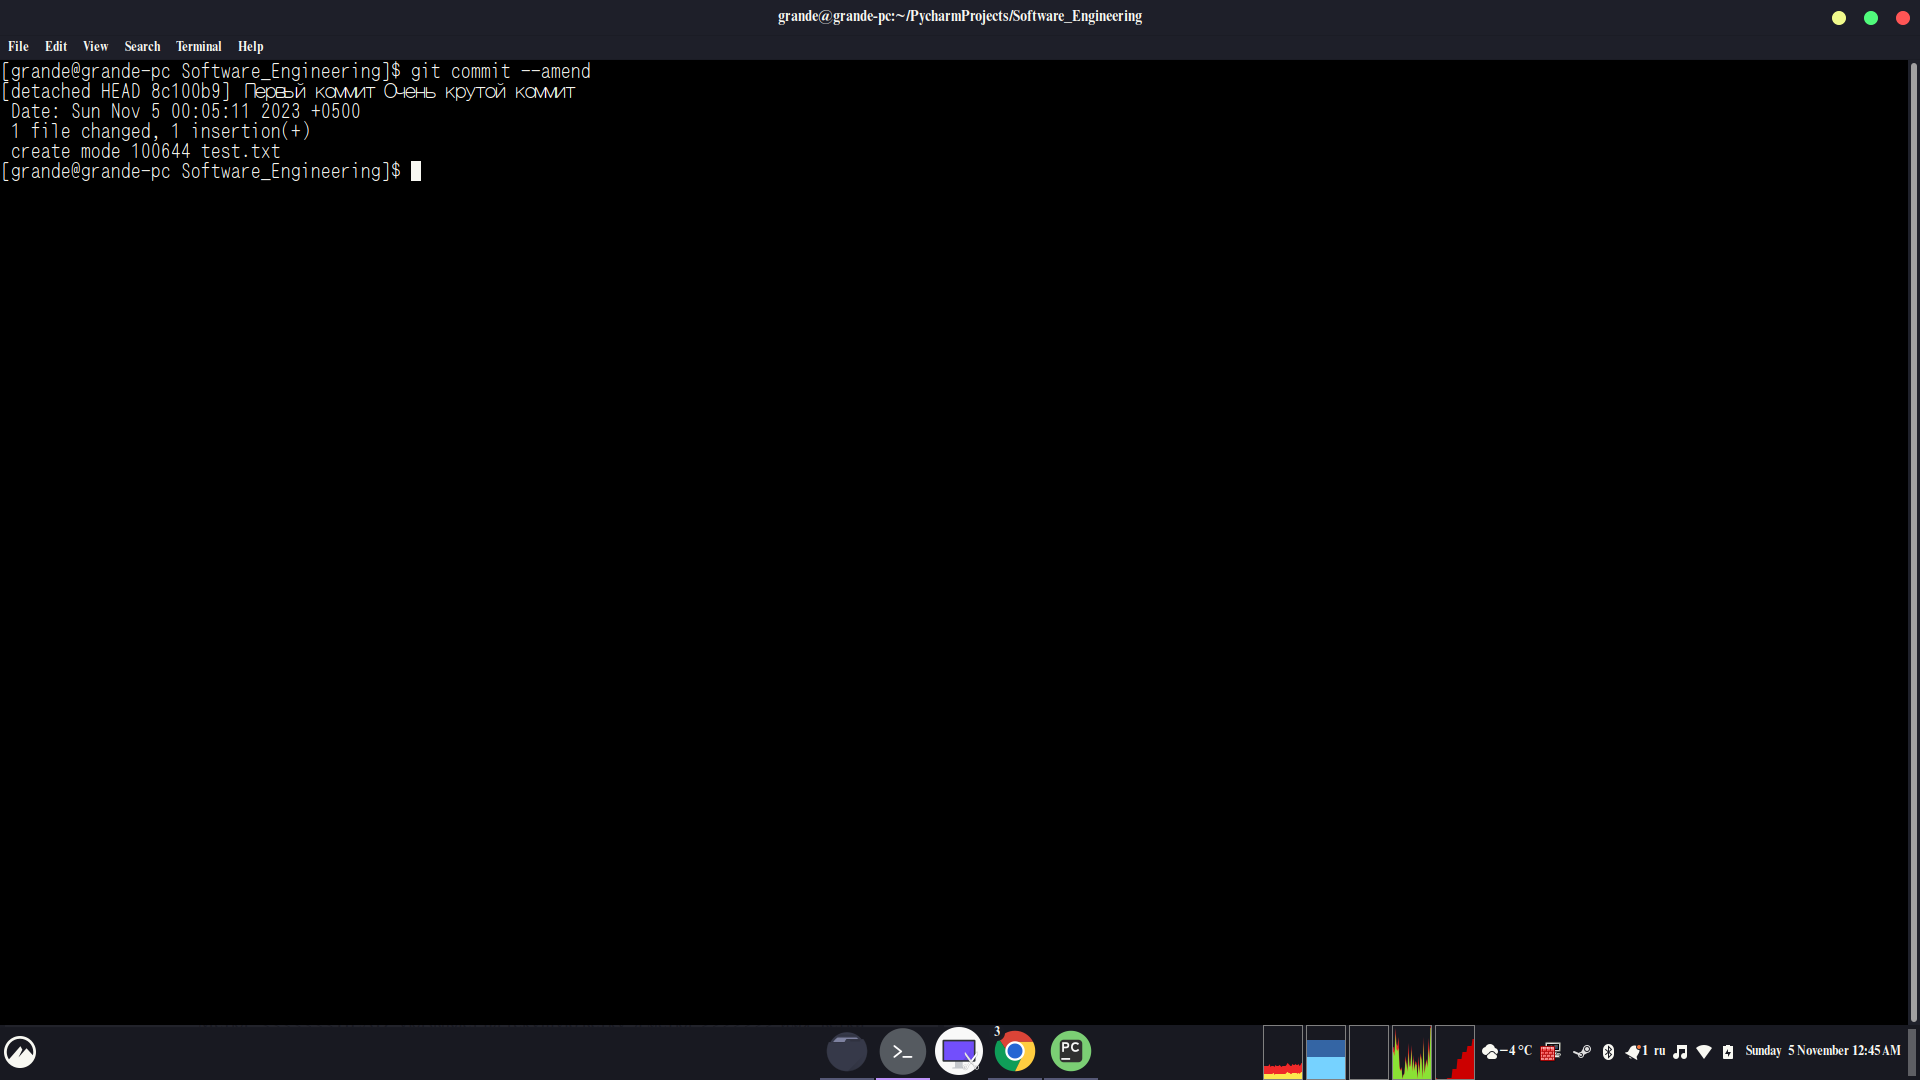 grande@grande-pc:~/PycharmProjects/Software_Engineering
File Edit View Search Terminal Help
[grande@grande-pc Software_Engineering]$ git commit --amend
[detached HEAD 8c100b9] Первый коммит Очень крутой коммит
 Date: Sun Nov 5 00:05:11 2023 +0500
 1 file changed, 1 insertion(+)
 create mode 100644 test.txt
[grande@grande-pc Software_Engineering]$
3
PC
-4 °C 1 ru Sunday 5 November 12:45 AM